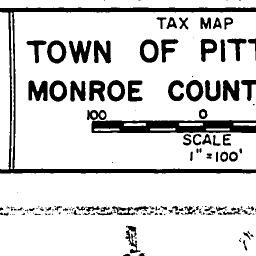 TAX MAP
TOWN OF PITT
MONROE COUNT
100 0
SCALE
1" = 100'